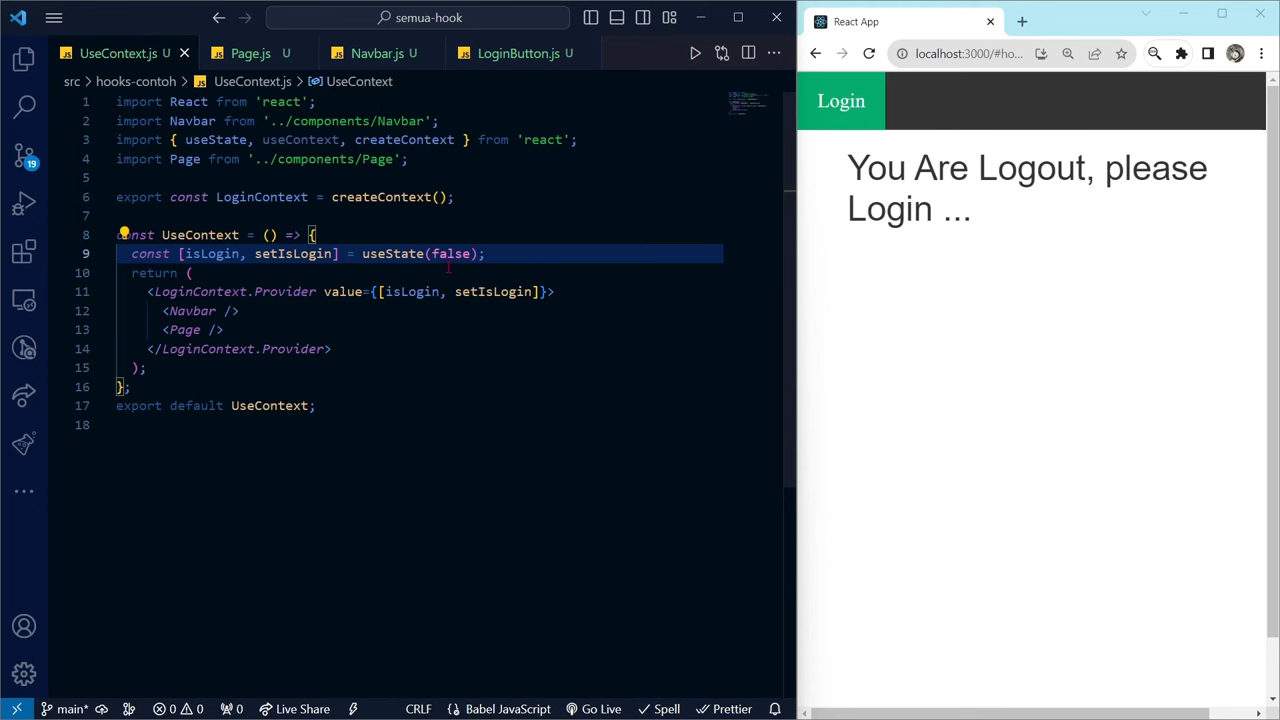 semua-hook
UseContext.js U
Page.js U
Navbar.js U
LoginButton.js U
src > hooks-contoh > JS UseContext.js > UseContext
1 import React from 'react';
2 import Navbar from '../components/Navbar';
3 import { useState, useContext, createContext } from 'react';
4 import Page from '../components/Page';
5
6 export const LoginContext = createContext();
7
8 const UseContext = () => {
9 const [isLogin, setIsLogin] = useState(false);
10 return (
11 <LoginContext.Provider value={[isLogin, setIsLogin]}>
12 <Navbar />
13 <Page />
14 </LoginContext.Provider>
15 );
16 };
17 export default UseContext;
18
19
main* 0 0 0 Live Share CRLF Babel JavaScript Go Live Spell Prettier
React App
localhost:3000/#ho...
Login
You Are Logout, please
Login ...